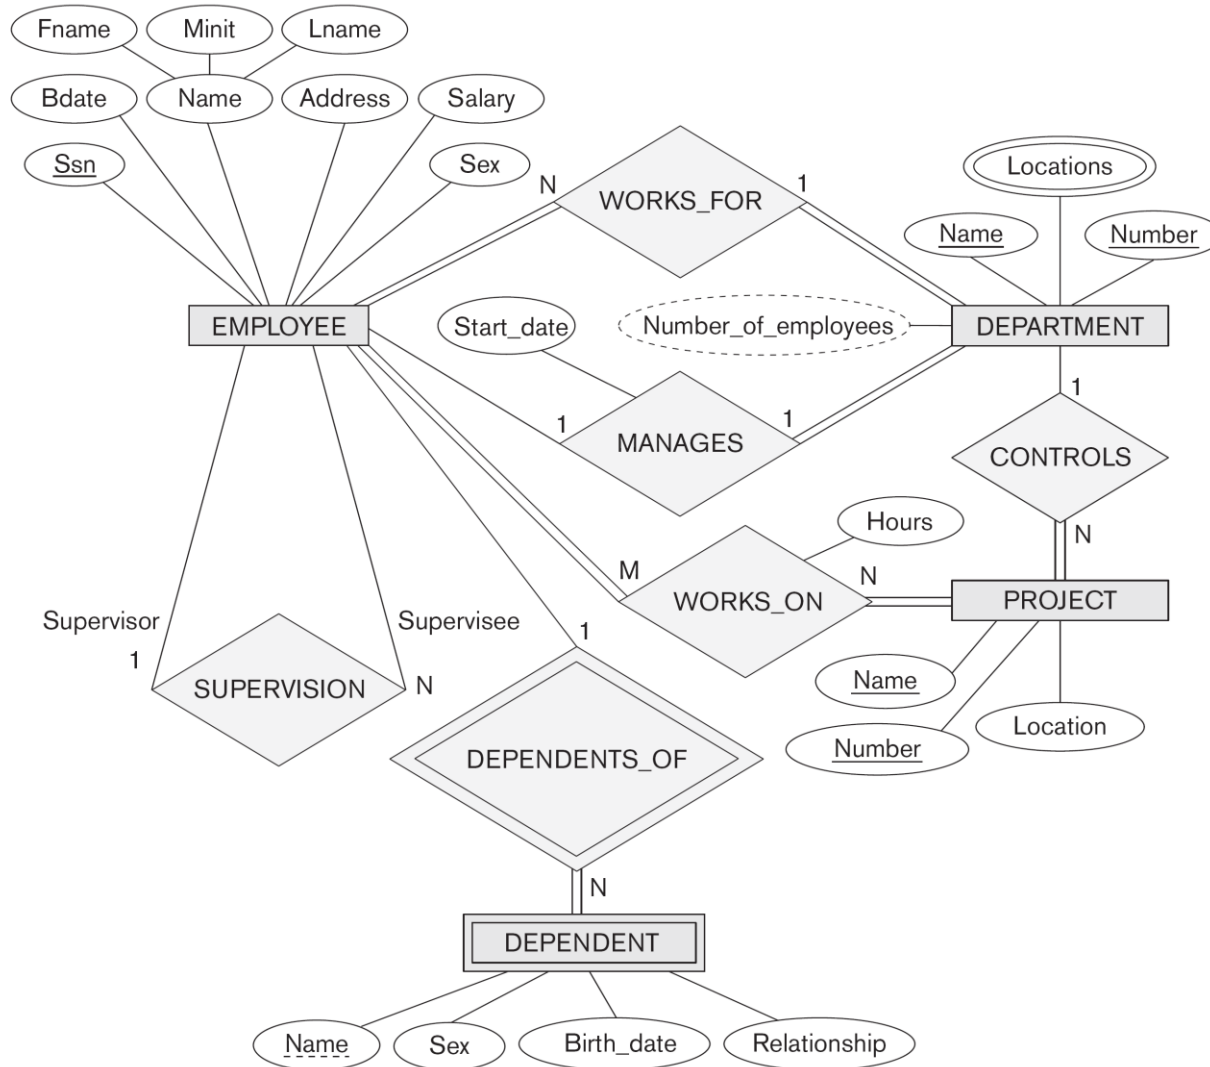 Fname
Minit
Lname
Bdate
Name
Address
Salary
Ssn
Sex
N
WORKS_FOR
1
Locations
Name
Number
EMPLOYEE
Start_date
Number_of_employees
DEPARTMENT
1
MANAGES
1
1
CONTROLS
N
Hours
M
WORKS_ON
N
PROJECT
Supervisor
1
SUPERVISION
Supervisee
N
1
Name
Number
Location
DEPENDENTS_OF
N
DEPENDENT
Name
Sex
Birth_date
Relationship